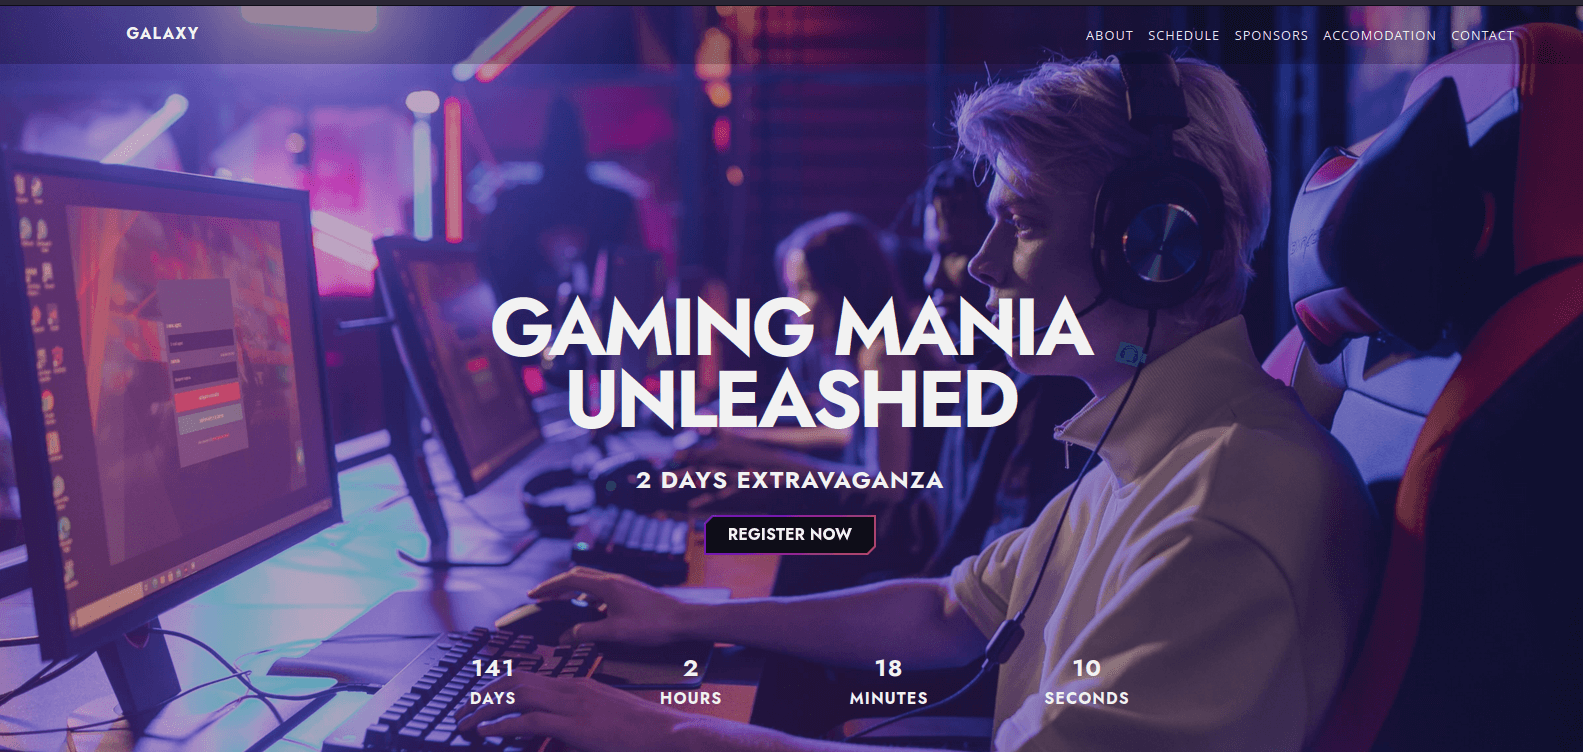 GALAXY
ABOUT SCHEDULE SPONSORS ACCOMODATION CONTACT
GAMING MANIA
UNLEASHED
2 DAYS EXTRAVAGANZA
REGISTER NOW
141 2 18 10
DAYS HOURS MINUTES SECONDS